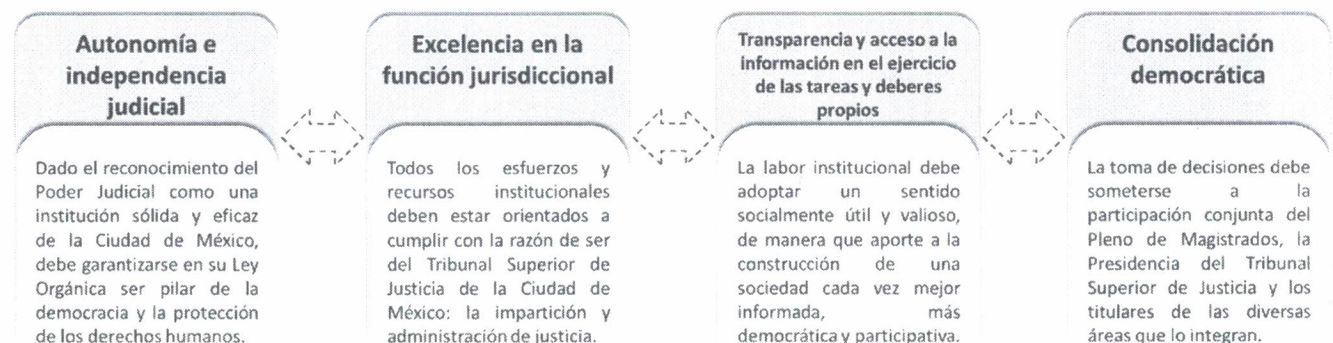 Autonomía e
independencia
judicial
Dado el reconocimiento del
Poder Judicial como una
institución sólida y eficaz
de la Ciudad de México,
debe garantizarse en su Ley
Orgánica ser pilar de la
democracia y la protección
de los derechos humanos.
Excelencia en la
función jurisdiccional
Todos los esfuerzos y
recursos institucionales
deben estar orientados a
cumplir con la razón de ser
del Tribunal Superior de
Justicia de la Ciudad de
México: la impartición y
administración de justicia.
Transparencia y acceso a la
información en el ejercicio
de las tareas y deberes
propios
La labor institucional debe
adoptar un sentido
socialmente útil y valioso,
de manera que aporte a la
construcción de una
sociedad cada vez mejor
informada, más
democrática y participativa.
Consolidación
democrática
La toma de decisiones debe
someterse a la
participación conjunta del
Pleno de Magistrados, la
Presidencia del Tribunal
Superior de Justicia y los
titulares de las diversas
áreas que lo integran.